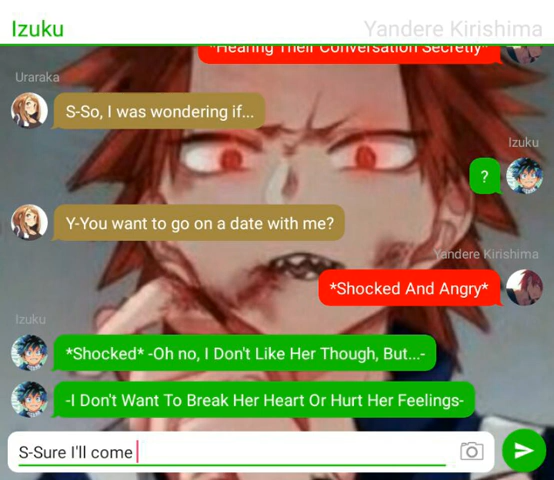 Izuku
Yandere Kirishima
*Hearing Their Conversation Secretly*
Uraraka
S-So, I was wondering if...
Izuku
?
Y-You want to go on a date with me?
Yandere Kirishima
*Shocked And Angry*
Izuku
*Shocked* -Oh no, I Don't Like Her Though, But...-
-I Don't Want To Break Her Heart Or Hurt Her Feelings-
S-Sure I'll come